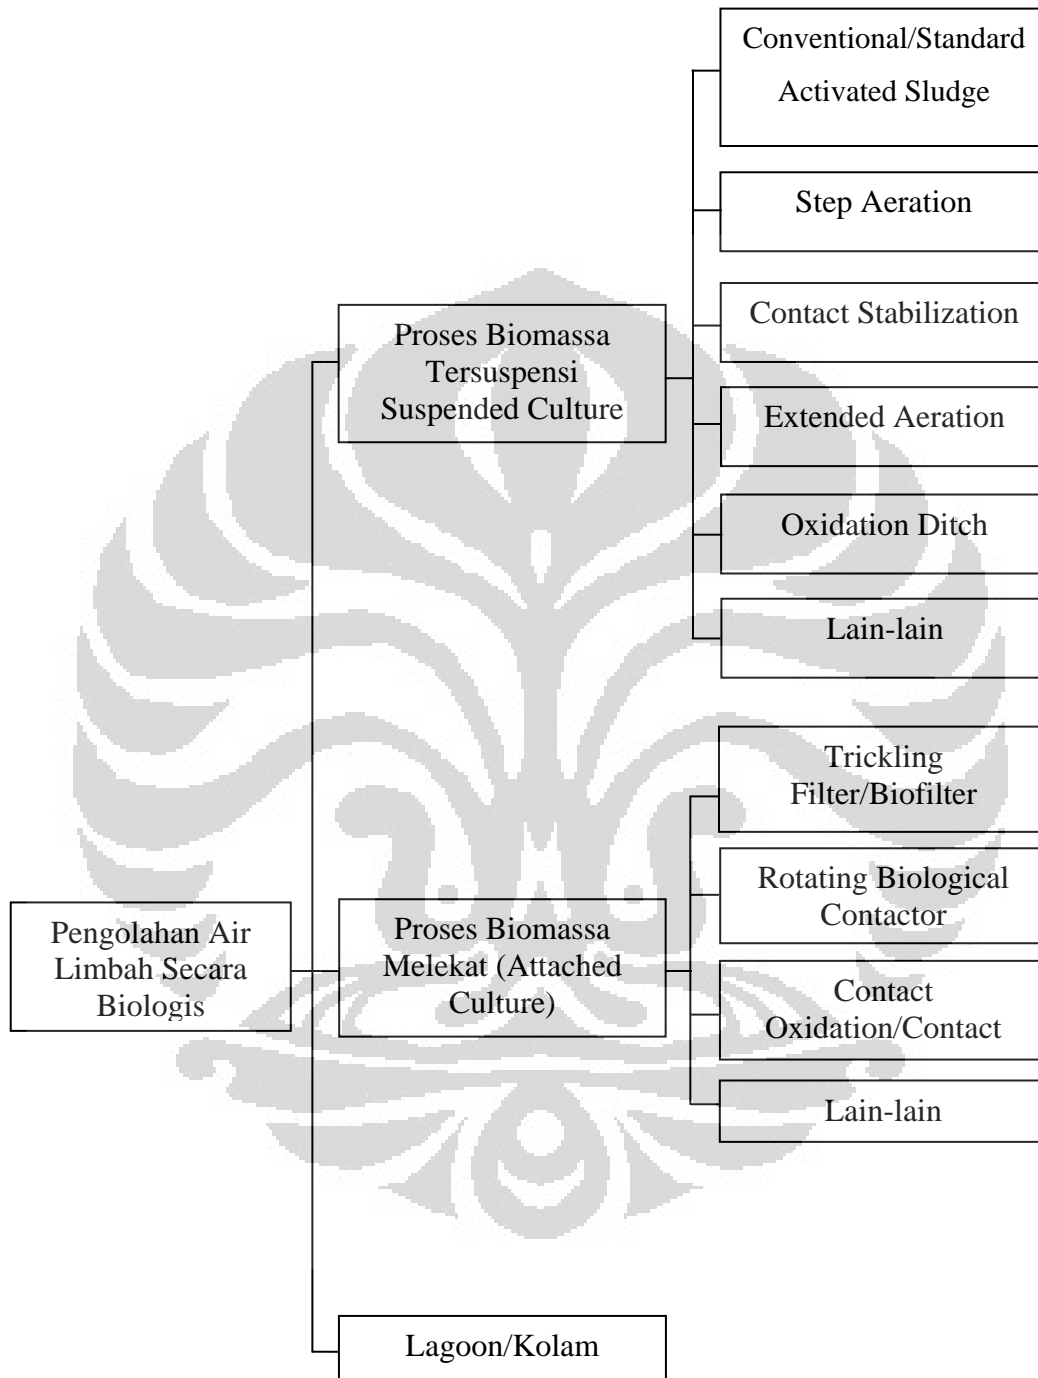 Conventional/Standard
Activated Sludge
Step Aeration
Contact Stabilization
Proses Biomassa
Tersuspensi
Suspended Culture
Extended Aeration
Oxidation Ditch
Lain-lain
Trickling
Filter/Biofilter
Rotating Biological
Contactor
Pengolahan Air
Limbah Secara
Biologis
Proses Biomassa
Melekat (Attached
Culture)
Contact
Oxidation/Contact
Lain-lain
Lagoon/Kolam